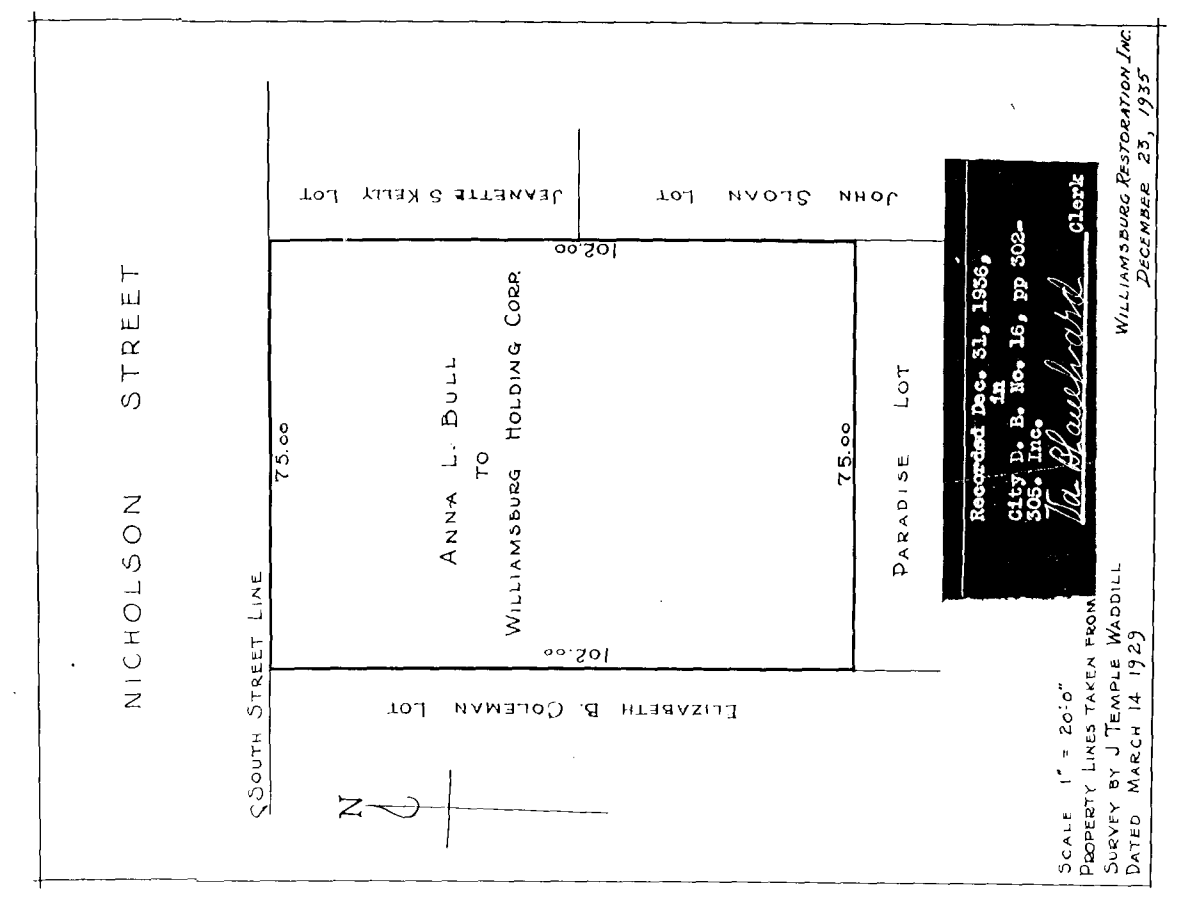 NICHOLSON STREET
SOUTH STREET LINE
75.00
JEANETTE S KELLY LOT
JOHN SLOAN LOT
102.00
ANNA L. BULL
TO
WILLIAMSBURG HOLDING CORP.
102.00
ELIZABETH B. COLEMAN LOT
75.00
PARADISE LOT
N
Recorded Dec. 31, 1936,
in
City D. B. No. 16, pp 302-
305. Inc.
Va. Blanchard Clerk
SCALE 1" = 20'-0"
PROPERTY LINES TAKEN FROM
SURVEY BY J TEMPLE WADDILL
DATED MARCH 14 1929
WILLIAMSBURG RESTORATION INC.
DECEMBER 23, 1935